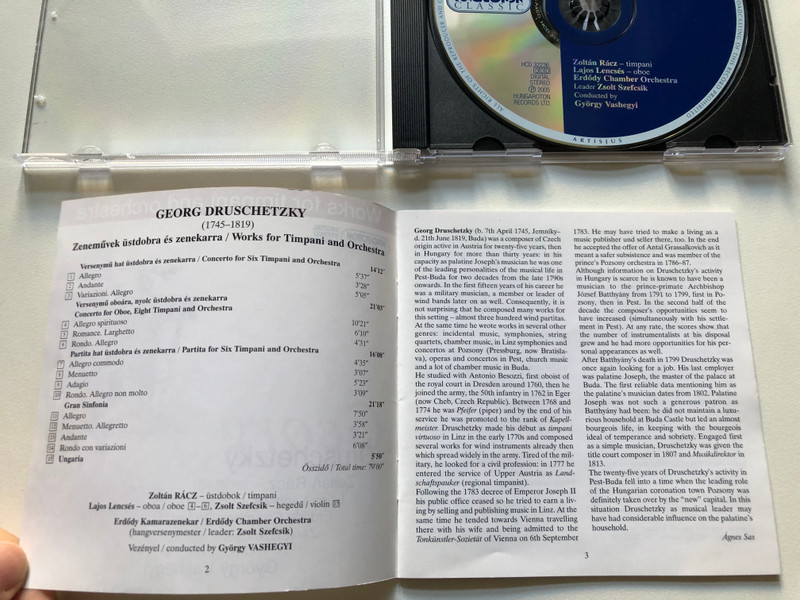 CLASSIC
HCD 32236
DIGITAL
STEREO
℗ 2005
HUNGAROTON
RECORDS LTD
Zoltán Rácz – timpani
Lajos Lencsés – oboe
Erdődy Chamber Orchestra
Leader Zsolt Szefcsik
Conducted by
György Vashegyi
ARTISJUS
GEORG DRUSCHETZKY
(1745–1819)
Zeneművek üstdobra és zenekarra / Works for Timpani and Orchestra
Versenymű hat üstdobra és zenekarra / Concerto for Six Timpani and Orchestra 14'12"
1 Allegro 5'37"
2 Andante 3'28"
3 Variazioni. Allegro 5'05"
Versenymű oboára, nyolc üstdobra és zenekarra
Concerto for Oboe, Eight Timpani and Orchestra 21'03"
4 Allegro spirituoso 10'21"
5 Romance. Larghetto 6'10"
6 Rondo. Allegro 4'31"
Partita hat üstdobra és zenekarra / Partita for Six Timpani and Orchestra 16'08"
7 Allegro commodo 4'35"
8 Menuetto 3'07"
9 Adagio 5'23"
10 Rondo. Allegro non molto 3'09"
Gran Sinfonia 21'18"
11 Allegro 7'50"
12 Menuetto. Allegretto 3'58"
13 Andante 3'21"
14 Rondo con variazioni 6'08"
15 Ungaria 5'50"
Összidő / Total time: 79'00"
Zoltán RÁCZ – üstdobok / timpani
Lajos Lencsés – oboa / oboe 4–6, Zsolt Szefcsik – hegedű / violin 15
Erdődy Kamarazenekar / Erdődy Chamber Orchestra
(hangversenymester / leader: Zsolt Szefcsik)
Vezényel / conducted by György VASHEGYI
2
Georg Druschetzky (b. 7th April 1745, Jemniky–
d. 21th June 1819, Buda) was a composer of Czech
origin active in Austria for twenty-five years, then
in Hungary for more than thirty years: in his
capacity as palatine Joseph's musician he was one
of the leading personalities of the musical life in
Pest-Buda for two decades from the late 1790s
onwards. In the first fifteen years of his career he
was a military musician, a member or leader of
wind bands later on as well. Consequently, it is
not surprising that he composed many works for
this setting – almost three hundred wind partitas.
At the same time he wrote works in several other
genres: incidental music, symphonies, string
quartets, chamber music, in Linz symphonies and
concertos at Pozsony (Pressburg, now Bratisla-
va), operas and concertos in Pest, church music
and a lot of chamber music in Buda.
He studied with Antonio Besozzi, first oboist of
the royal court in Dresden around 1760, then he
joined the army, the 50th infantry in 1762 in Eger
(now Cheb, Czech Republic). Between 1768 and
1774 he was Pfeifer (piper) and by the end of his
service he was promoted to the rank of Kapell-
meister. Druschetzky made his début as timpani
virtuoso in Linz in the early 1770s and composed
several works for wind instruments already then
which spread widely in the army. Tired of the mil-
itary, he looked for a civil profession: in 1777 he
entered the service of Upper Austria as Land-
schaftspauker (regional timpanist).
Following the 1783 decree of Emperor Joseph II
his public office ceased so he tried to earn a liv-
ing by selling and publishing music in Linz. At the
same time he tended towards Vienna travelling
there with his wife and being admitted to the
Tonkünstler-Sozietät of Vienna on 6th September
1783. He may have tried to make a living as a
music publisher und seller there, too. In the end
he accepted the offer of Antal Grassalkovich as it
meant a safer subsistence and was member of the
prince's Pozsony orchestra in 1786–87.
Although information on Druschetzky's activity
in Hungary is scarce he is known to have been a
musician to the prince-primate Archbishop
József Batthyány from 1791 to 1799, first in Po-
zsony, then in Pest. In the second half of the
decade the composer's opportunities seem to
have increased (simultaneously with his settle-
ment in Pest). At any rate, the scores show that
the number of instrumentalists at his disposal
grew and he had more opportunities for his per-
sonal appearances as well.
After Batthyány's death in 1799 Druschetzky was
once again looking for a job. His last employer
was palatine Joseph, the master of the palace at
Buda. The first reliable data mentioning him as
the palatine's musician dates from 1802. Palatine
Joseph was not such a generous patron as
Batthyány had been: he did not maintain a luxu-
rious household at Buda Castle but led an almost
bourgeois life, in keeping with the bourgeois
ideal of temperance and sobriety. Engaged first
as a simple musician, Druschetzky was given the
title court composer in 1807 and Musikdirektor in
1813.
The twenty-five years of Druschetzky's activity in
Pest-Buda fell into a time when the leading role
of the Hungarian coronation town Pozsony was
definitely taken over by the "new" capital. In this
situation Druschetzky as musical leader may
have had considerable influence on the palatine's
household.
Ágnes Sas
3